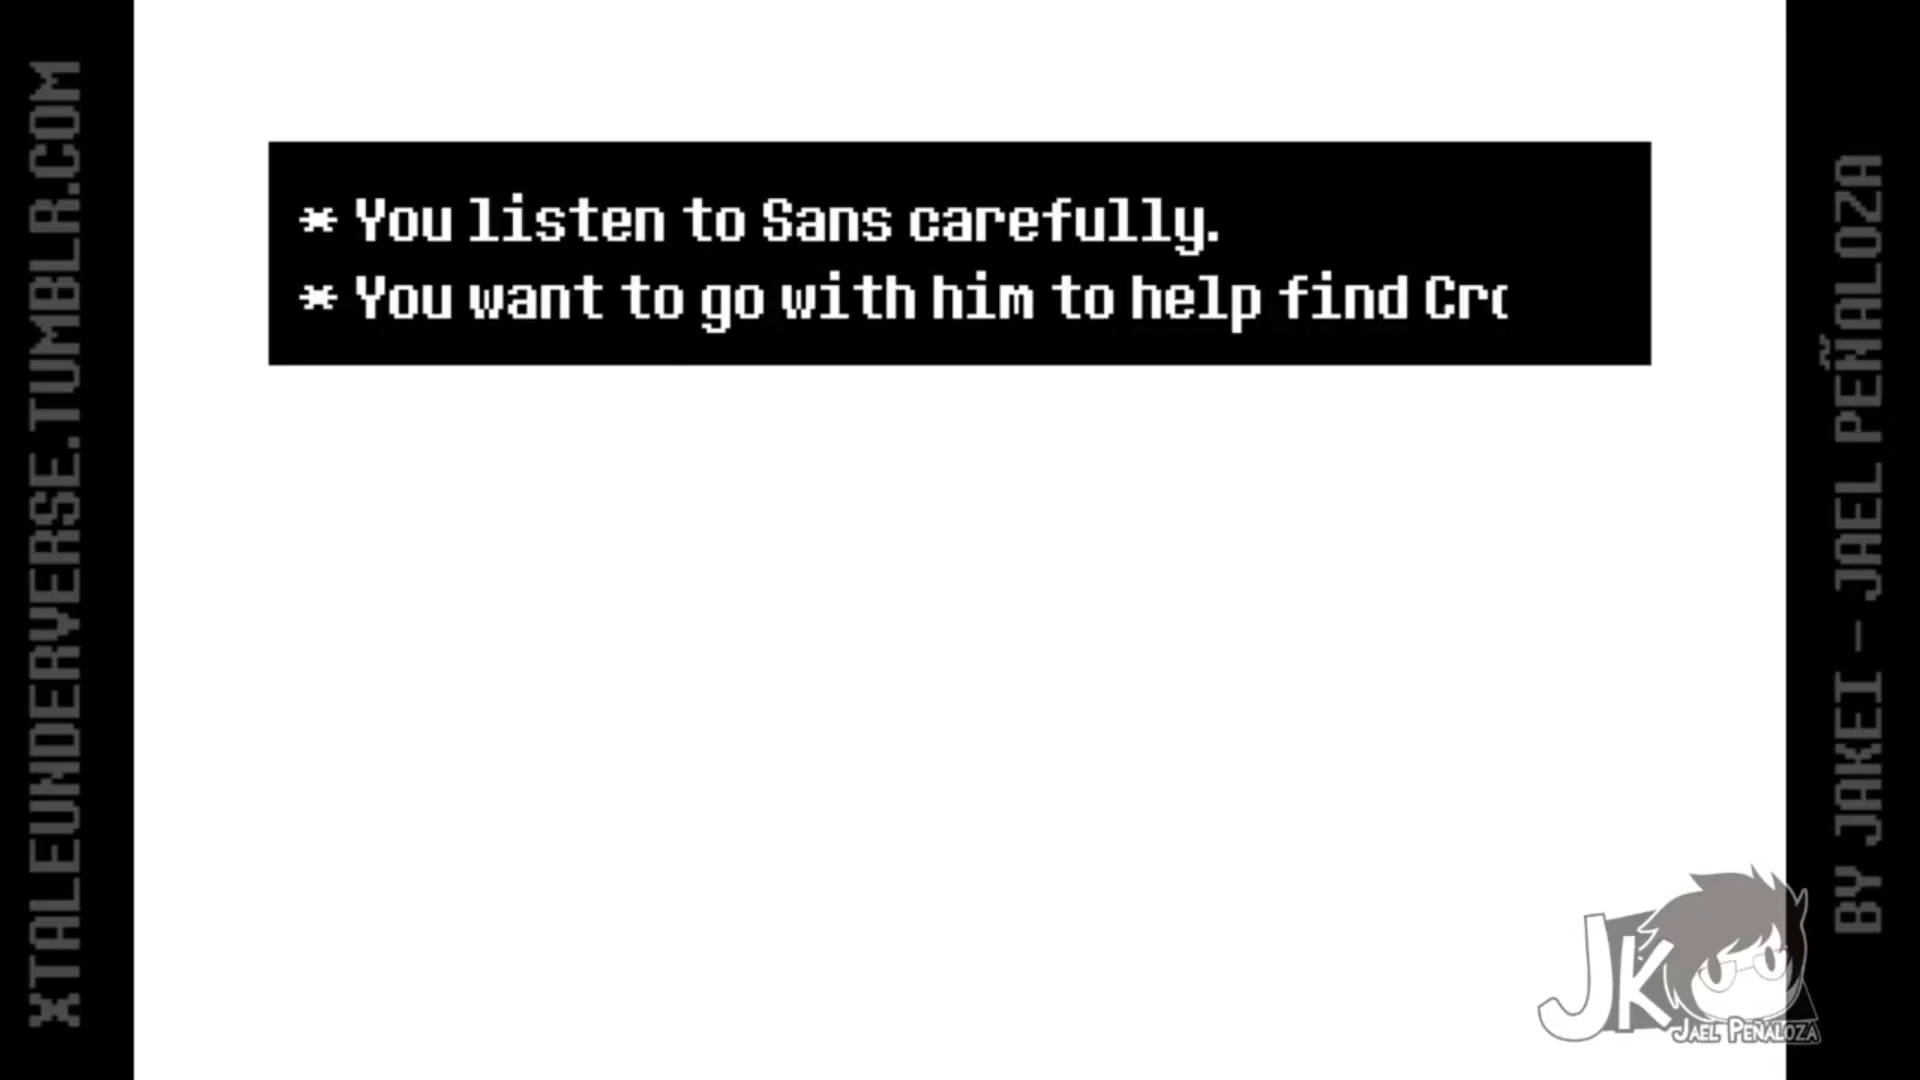 XTALEUNDERVERSE.TUMBLR.COM
* You listen to Sans carefully.
* You want to go with him to help find Cr
BY JAKEI - JAEL PEÑALOZA
JK
JAEL PEÑALOZA